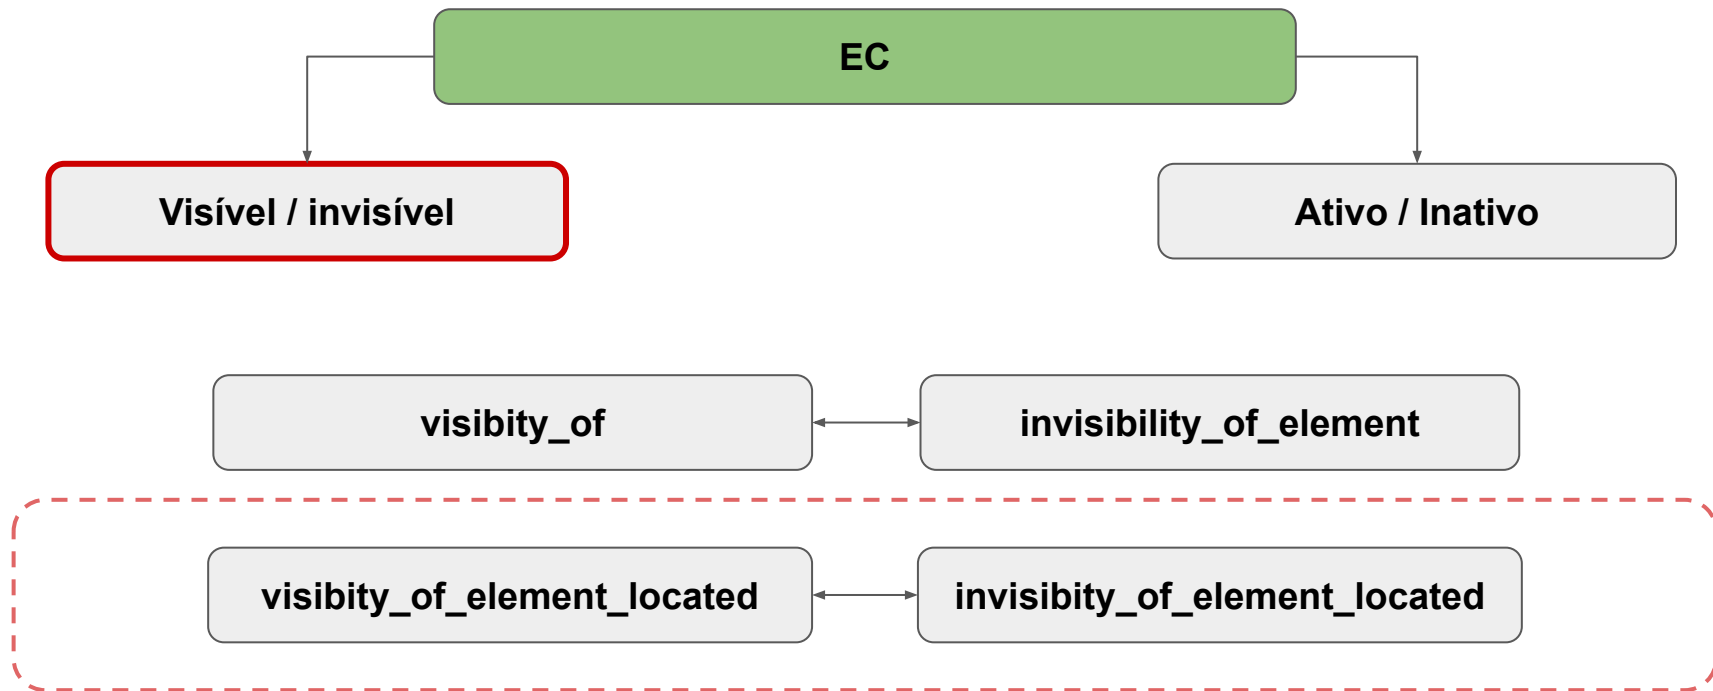 EC
Visível / invisível
Ativo / Inativo
visibity_of
invisibility_of_element
visibity_of_element_located
invisibity_of_element_located